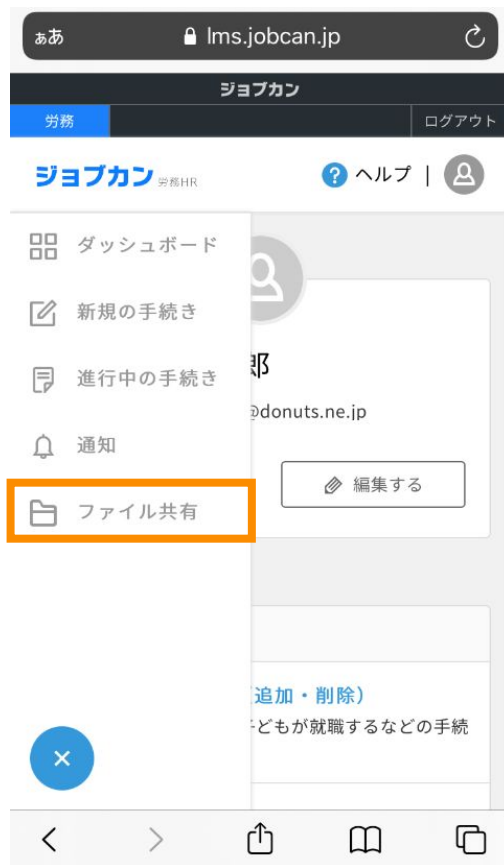 ぁあ lms.jobcan.jp
ジョブカン
労務 ログアウト
ジョブカン 労務HR ? ヘルプ |
ダッシュボード
新規の手続き
郎
進行中の手続き
@donuts.ne.jp
通知
編集する
ファイル共有
追加・削除）
子どもが就職するなどの手続